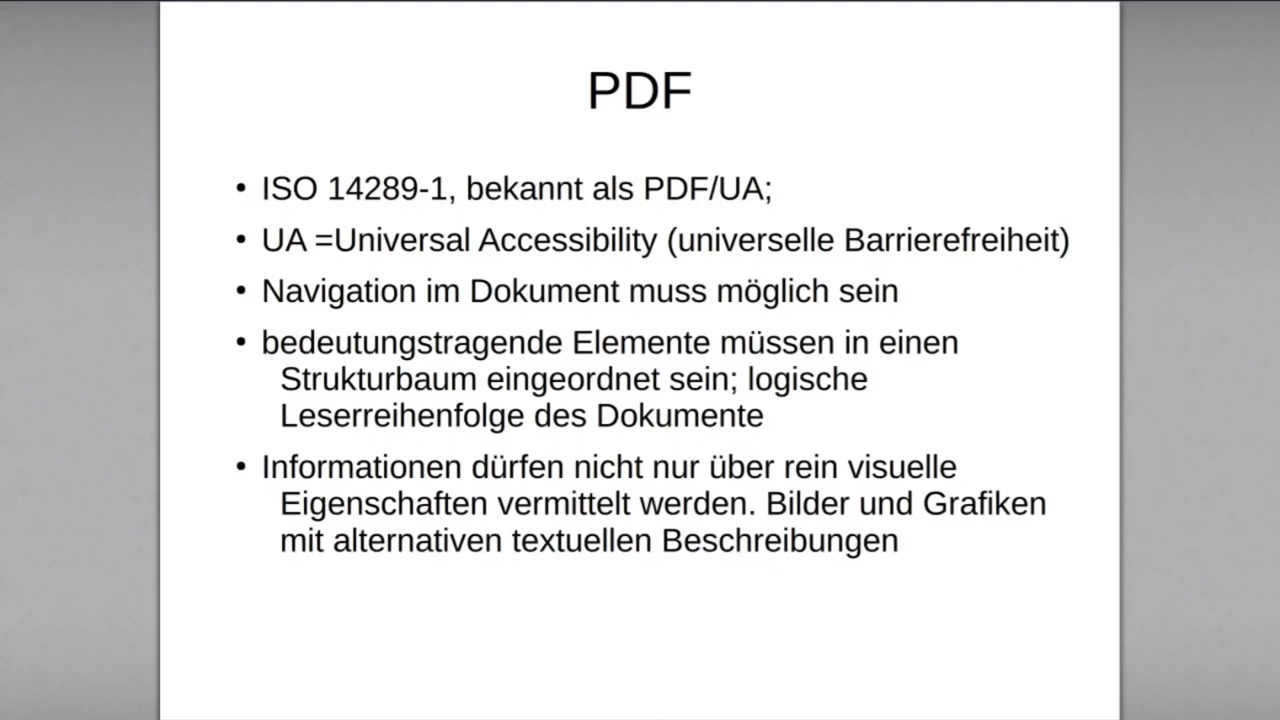 PDF
• ISO 14289-1, bekannt als PDF/UA;
• UA =Universal Accessibility (universelle Barrierefreiheit)
• Navigation im Dokument muss möglich sein
• bedeutungstragende Elemente müssen in einen
Strukturbaum eingeordnet sein; logische
Leserreihenfolge des Dokumente
• Informationen dürfen nicht nur über rein visuelle
Eigenschaften vermittelt werden. Bilder und Grafiken
mit alternativen textuellen Beschreibungen